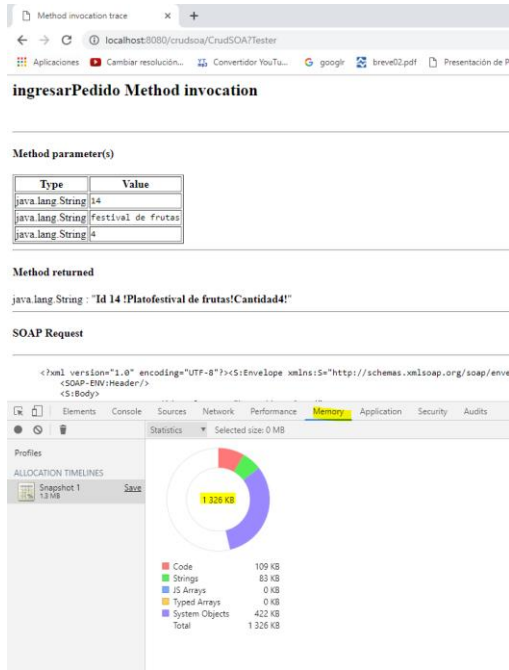 Method invocation trace
localhost:8080/crudsoa/CrudSOA?Tester
Aplicaciones Cambiar resolución... Convertidor YouTu... googlr breve02.pdf Presentación de P
ingresarPedido Method invocation
Method parameter(s)
Type Value
java.lang.String 14
java.lang.String festival de frutas
java.lang.String 4
Method returned
java.lang.String : "Id 14 !Platofestival de frutas!Cantidad4!"
SOAP Request
<?xml version="1.0" encoding="UTF-8"?><S:Envelope xmlns:S="http://schemas.xmlsoap.org/soap/enve
<SOAP-ENV:Header/>
<S:Body>
Elements Console Sources Network Performance Memory Application Security Audits
Statistics Selected size: 0 MB
Profiles
ALLOCATION TIMELINES
Snapshot 1 Save
1.3 MB
1 326 KB
Code 109 KB
Strings 83 KB
JS Arrays 0 KB
Typed Arrays 0 KB
System Objects 422 KB
Total 1 326 KB